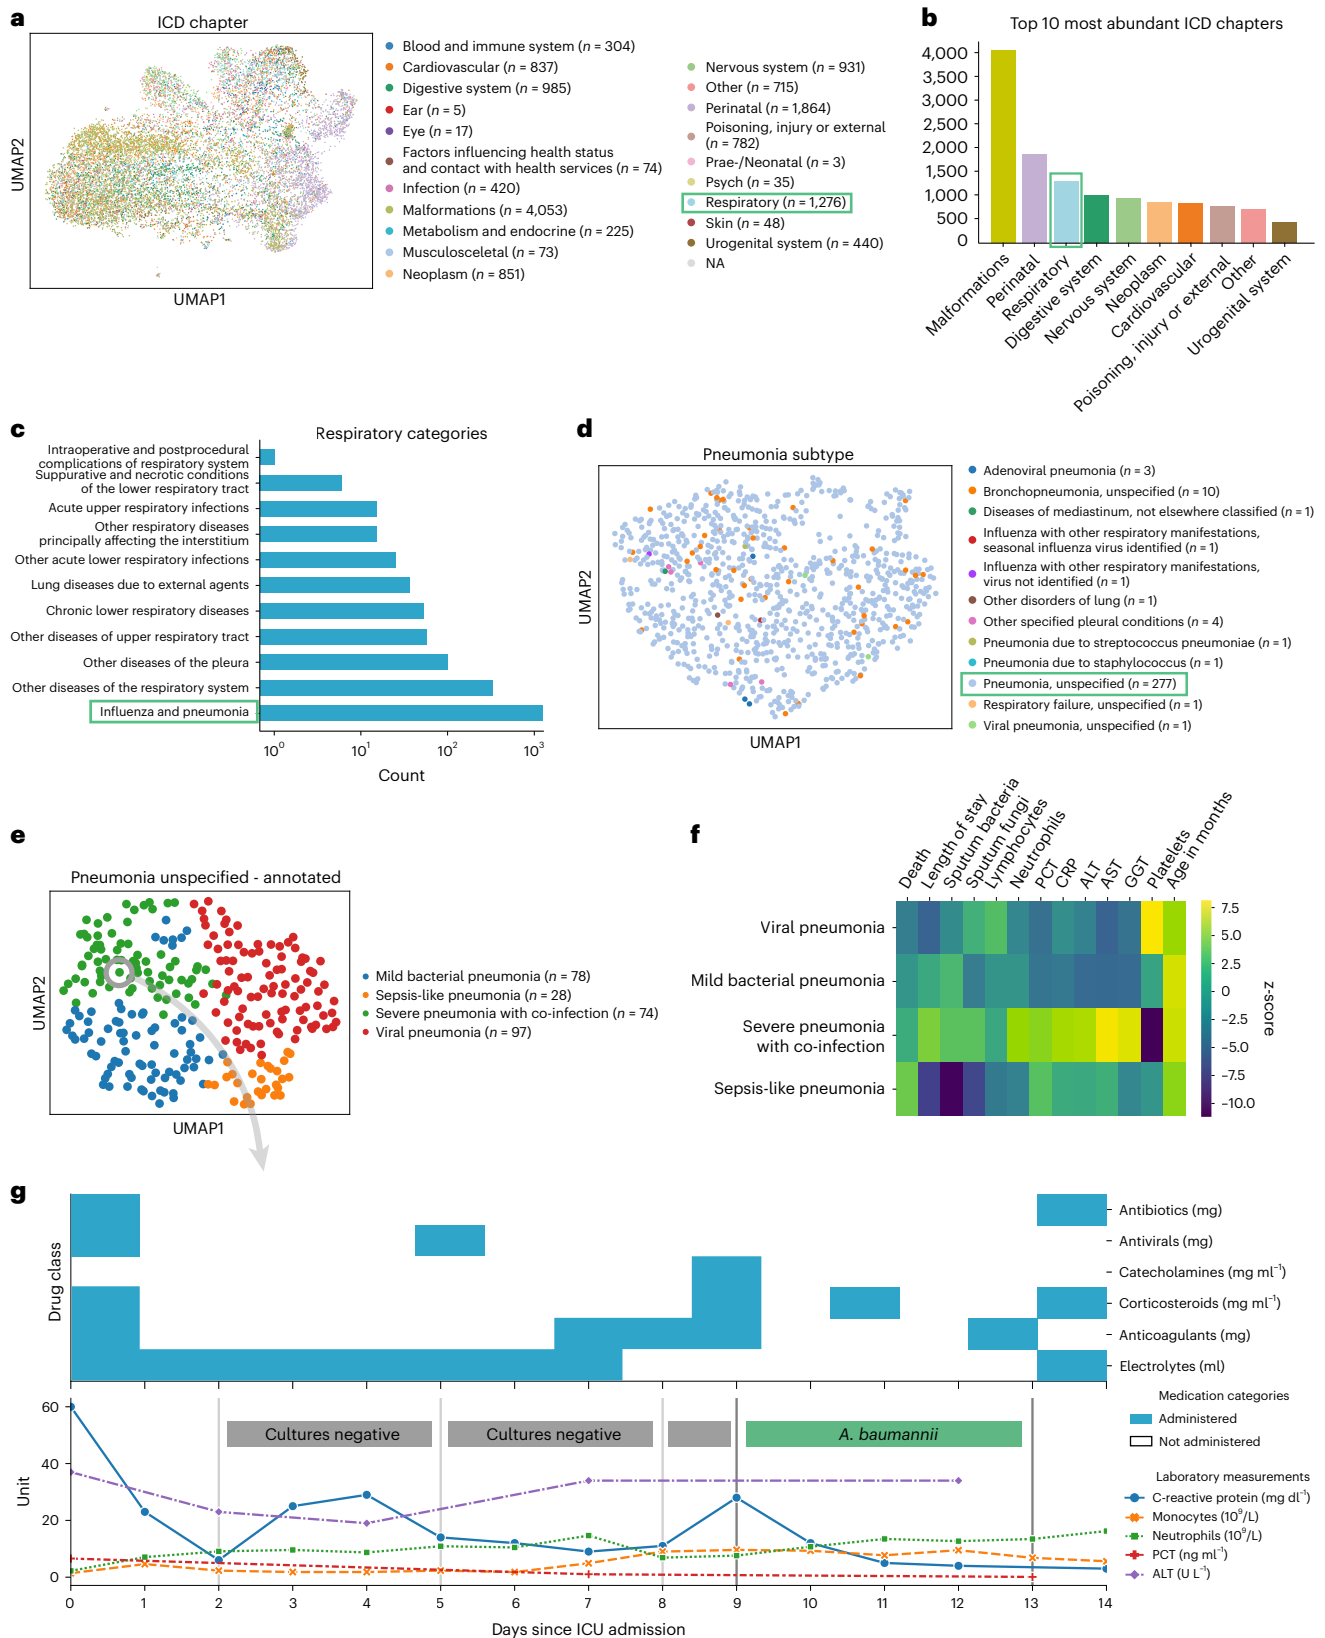 a
ICD chapter
UMAP2
UMAP1
Blood and immune system (n = 304)
Cardiovascular (n = 837)
Digestive system (n = 985)
Ear (n = 5)
Eye (n = 17)
Factors influencing health status
and contact with health services (n = 74)
Infection (n = 420)
Malformations (n = 4,053)
Metabolism and endocrine (n = 225)
Musculosceletal (n = 73)
Neoplasm (n = 851)
Nervous system (n = 931)
Other (n = 715)
Perinatal (n = 1,864)
Poisoning, injury or external
(n = 782)
Prae-/Neonatal (n = 3)
Psych (n = 35)
Respiratory (n = 1,276)
Skin (n = 48)
Urogenital system (n = 440)
NA
b
Top 10 most abundant ICD chapters
4,000
3,500
3,000
2,500
2,000
1,500
1,000
500
0
Malformations
Perinatal
Respiratory
Digestive system
Nervous system
Neoplasm
Cardiovascular
Poisoning, injury or external
Other
Urogenital system
c
Respiratory categories
Intraoperative and postprocedural
complications of respiratory system
Suppurative and necrotic conditions
of the lower respiratory tract
Acute upper respiratory infections
Other respiratory diseases
principally affecting the interstitium
Other acute lower respiratory infections
Lung diseases due to external agents
Chronic lower respiratory diseases
Other diseases of upper respiratory tract
Other diseases of the pleura
Other diseases of the respiratory system
Influenza and pneumonia
10⁰ 10¹ 10² 10³
Count
d
Pneumonia subtype
UMAP2
UMAP1
Adenoviral pneumonia (n = 3)
Bronchopneumonia, unspecified (n = 10)
Diseases of mediastinum, not elsewhere classified (n = 1)
Influenza with other respiratory manifestations,
seasonal influenza virus identified (n = 1)
Influenza with other respiratory manifestations,
virus not identified (n = 1)
Other disorders of lung (n = 1)
Other specified pleural conditions (n = 4)
Pneumonia due to streptococcus pneumoniae (n = 1)
Pneumonia due to staphylococcus (n = 1)
Pneumonia, unspecified (n = 277)
Respiratory failure, unspecified (n = 1)
Viral pneumonia, unspecified (n = 1)
e
Pneumonia unspecified - annotated
UMAP2
UMAP1
Mild bacterial pneumonia (n = 78)
Sepsis-like pneumonia (n = 28)
Severe pneumonia with co-infection (n = 74)
Viral pneumonia (n = 97)
f
Death
Length of stay
Sputum bacteria
Sputum fungi
Lymphocytes
Neutrophils
PCT
CRP
ALT
AST
GGT
Platelets
Age in months
Viral pneumonia
Mild bacterial pneumonia
Severe pneumonia
with co-infection
Sepsis-like pneumonia
7.5
5.0
2.5
0
−2.5
−5.0
−7.5
−10.0
z-score
g
Drug class
Antibiotics (mg)
Antivirals (mg)
Catecholamines (mg ml⁻¹)
Corticosteroids (mg ml⁻¹)
Anticoagulants (mg)
Electrolytes (ml)
Medication categories
Administered
Not administered
Laboratory measurements
C-reactive protein (mg dl⁻¹)
Monocytes (10⁹/L)
Neutrophils (10⁹/L)
PCT (ng ml⁻¹)
ALT (U L⁻¹)
Unit
60
40
20
0
Cultures negative
Cultures negative
A. baumannii
0 1 2 3 4 5 6 7 8 9 10 11 12 13 14
Days since ICU admission